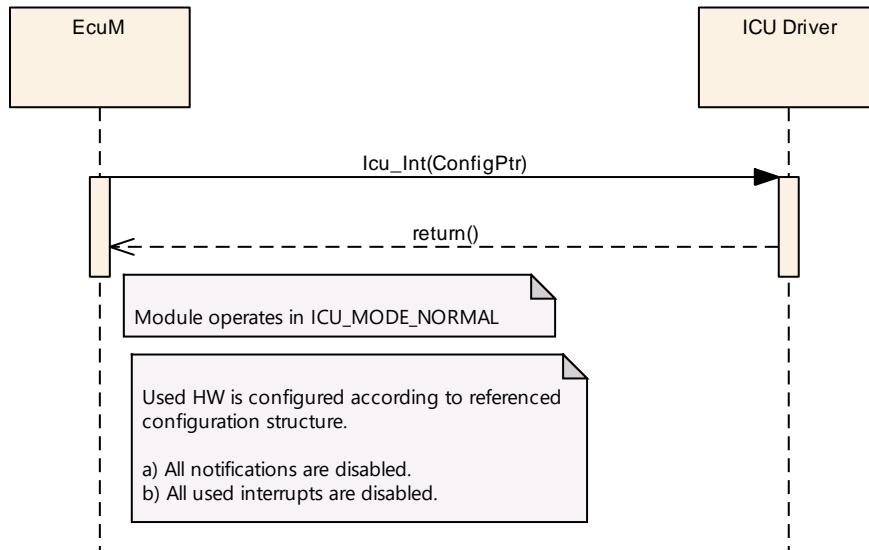 EcuM
ICU Driver
Icu_Int(ConfigPtr)
return()
Module operates in ICU_MODE_NORMAL
Used HW is configured according to referenced
configuration structure.
a) All notifications are disabled.
b) All used interrupts are disabled.